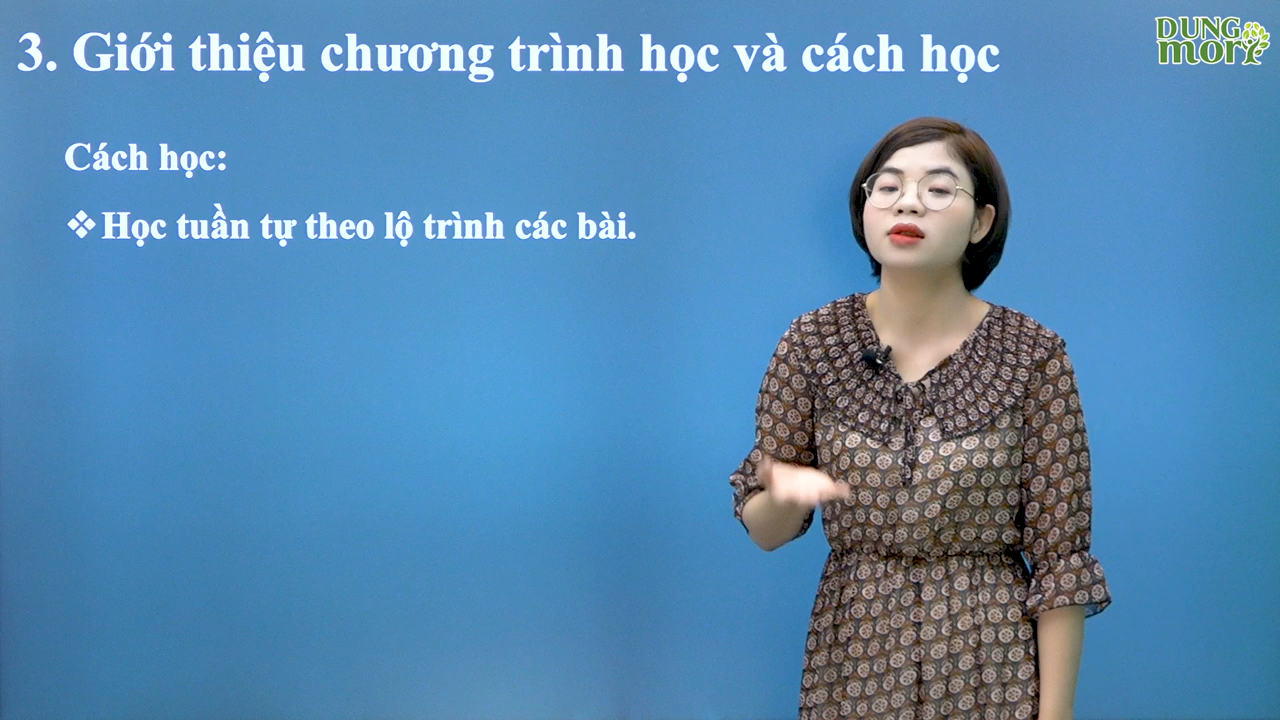 3. Giới thiệu chương trình học và cách học
DUNG
mori
Cách học:
❖Học tuần tự theo lộ trình các bài.